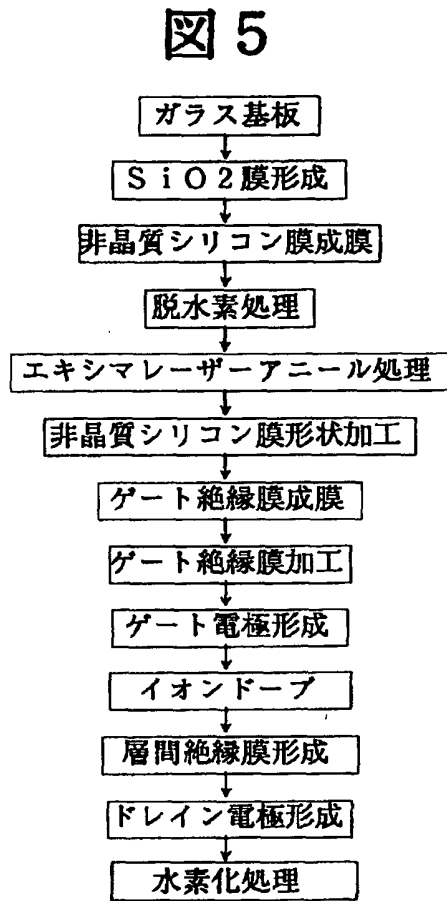 図5
ガラス基板
SiO2膜形成
非晶質シリコン膜成膜
脱水素処理
エキシマレーザーアニール処理
非晶質シリコン膜形状加工
ゲート絶縁膜成膜
ゲート絶縁膜加工
ゲート電極形成
イオンドープ
層間絶縁膜形成
ドレイン電極形成
水素化処理